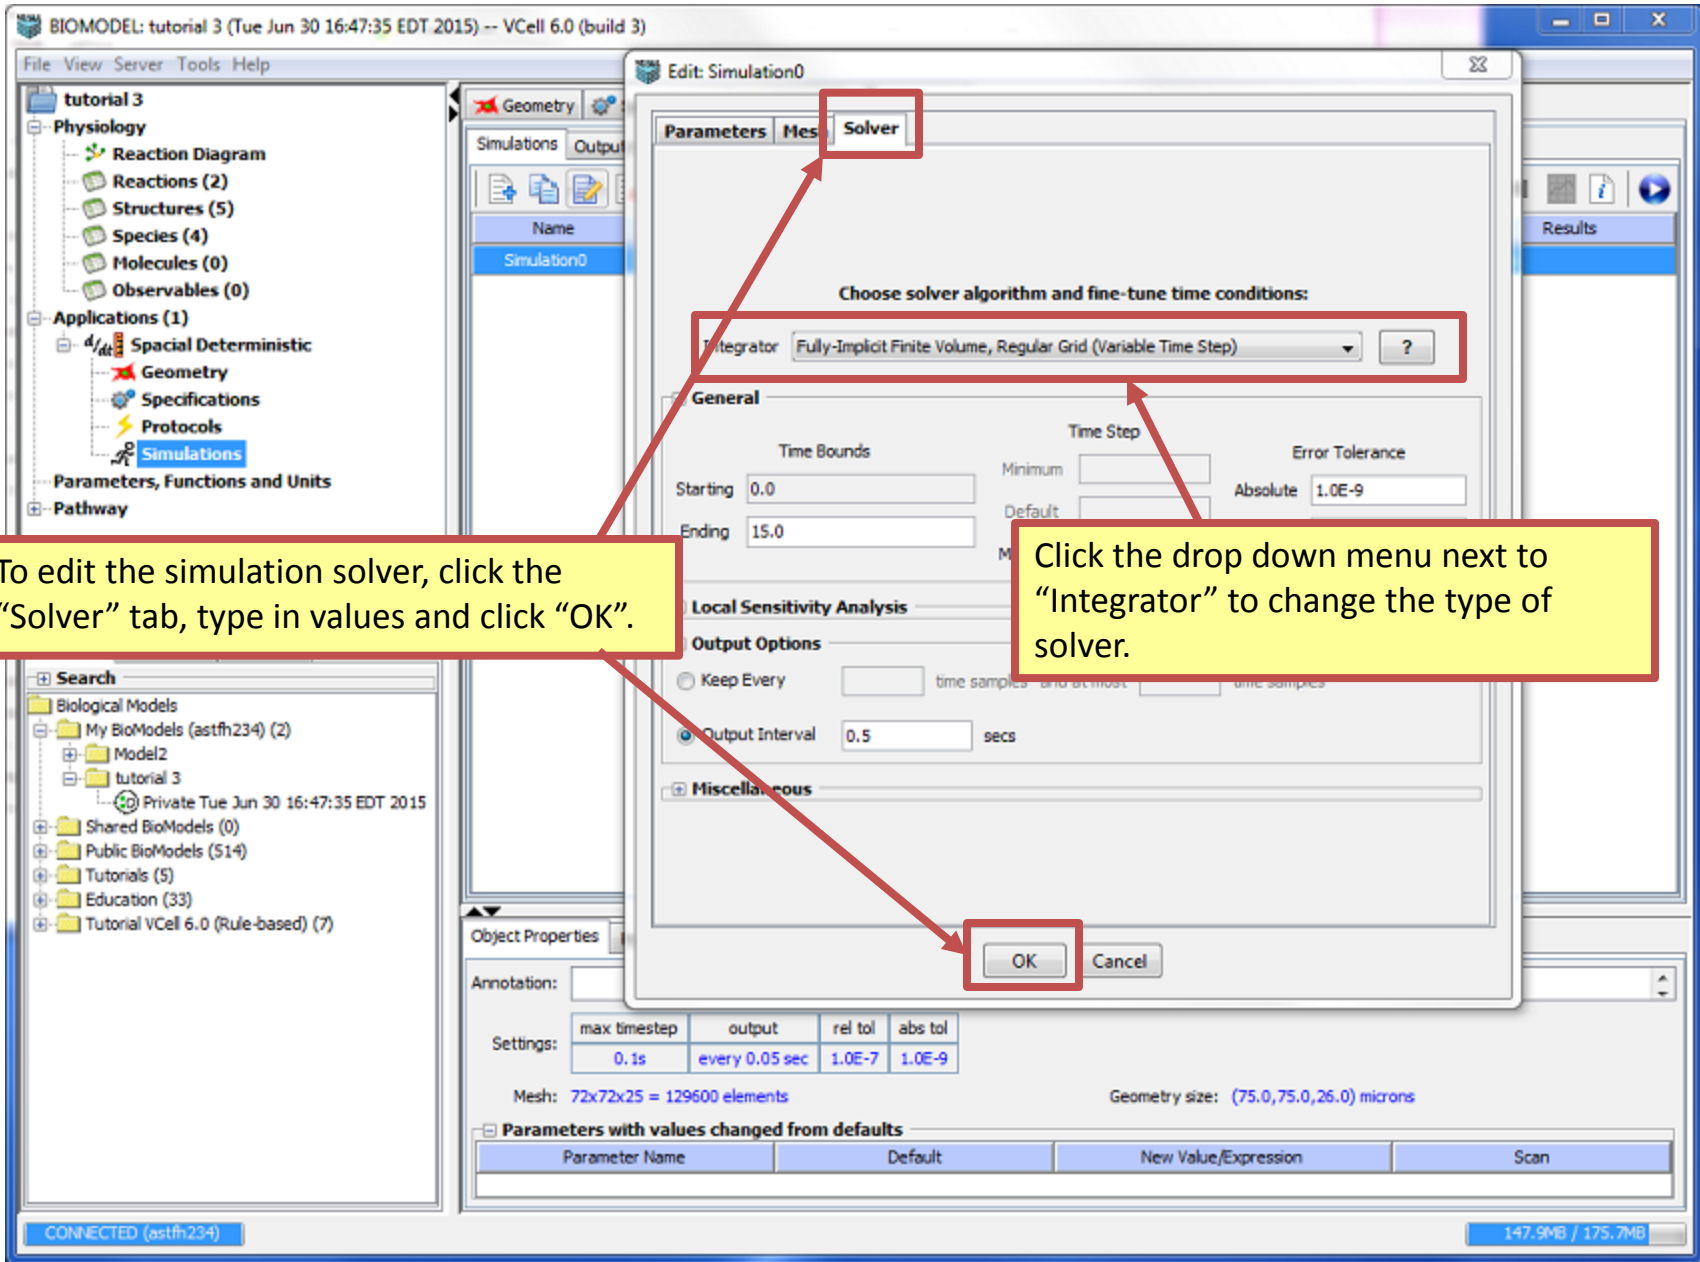 BIOMODEL: tutorial 3 (Tue Jun 30 16:47:35 EDT 2015) -- VCell 6.0 (build 3)
File View Server Tools Help
tutorial 3
Physiology
Reaction Diagram
Reactions (2)
Structures (5)
Species (4)
Molecules (0)
Observables (0)
Applications (1)
d/dt Spacial Deterministic
Geometry
Specifications
Protocols
Simulations
Parameters, Functions and Units
Pathway
To edit the simulation solver, click the
“Solver” tab, type in values and click “OK”.
Search
Biological Models
My BioModels (astfh234) (2)
Model2
tutorial 3
Private Tue Jun 30 16:47:35 EDT 2015
Shared BioModels (0)
Public BioModels (514)
Tutorials (5)
Education (33)
Tutorial VCell 6.0 (Rule-based) (7)
CONNECTED (astfh234)
Geometry
Simulations Output
Name
Results
Simulation0
Edit: Simulation0
Parameters Mesh Solver
Choose solver algorithm and fine-tune time conditions:
Integrator Fully-Implicit Finite Volume, Regular Grid (Variable Time Step) ?
General
Time Bounds
Time Step
Error Tolerance
Starting 0.0
Minimum
Absolute 1.0E-9
Ending 15.0
Default
Click the drop down menu next to
“Integrator” to change the type of
solver.
Local Sensitivity Analysis
Output Options
Keep Every time samples and at most time samples
Output Interval 0.5 secs
Miscellaneous
OK Cancel
Object Properties
Annotation:
Settings:
max timestep output rel tol abs tol
0.1s every 0.05 sec 1.0E-7 1.0E-9
Mesh: 72x72x25 = 129600 elements
Geometry size: (75.0,75.0,26.0) microns
Parameters with values changed from defaults
Parameter Name Default New Value/Expression Scan
147.9MB / 175.7MB